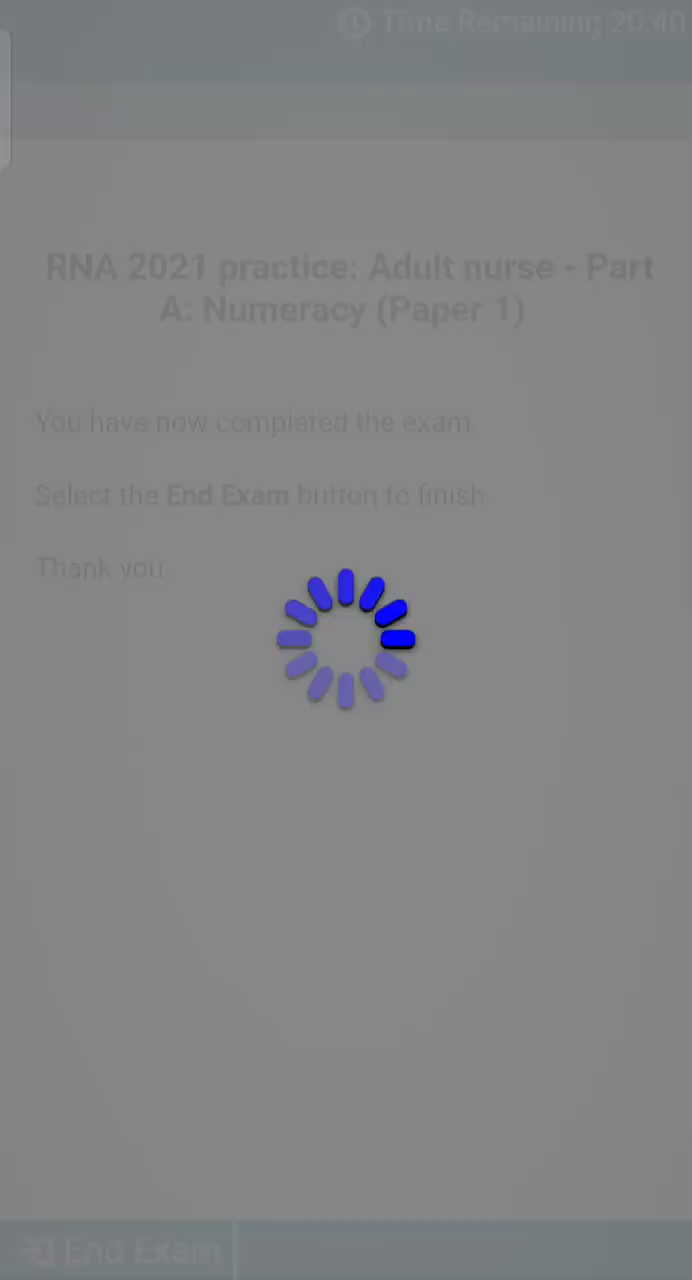 Time Remaining 20:40
RNA 2021 practice: Adult nurse - Part
A: Numeracy (Paper 1)
You have now completed the exam.
Select the End Exam button to finish
Thank you
End Exam